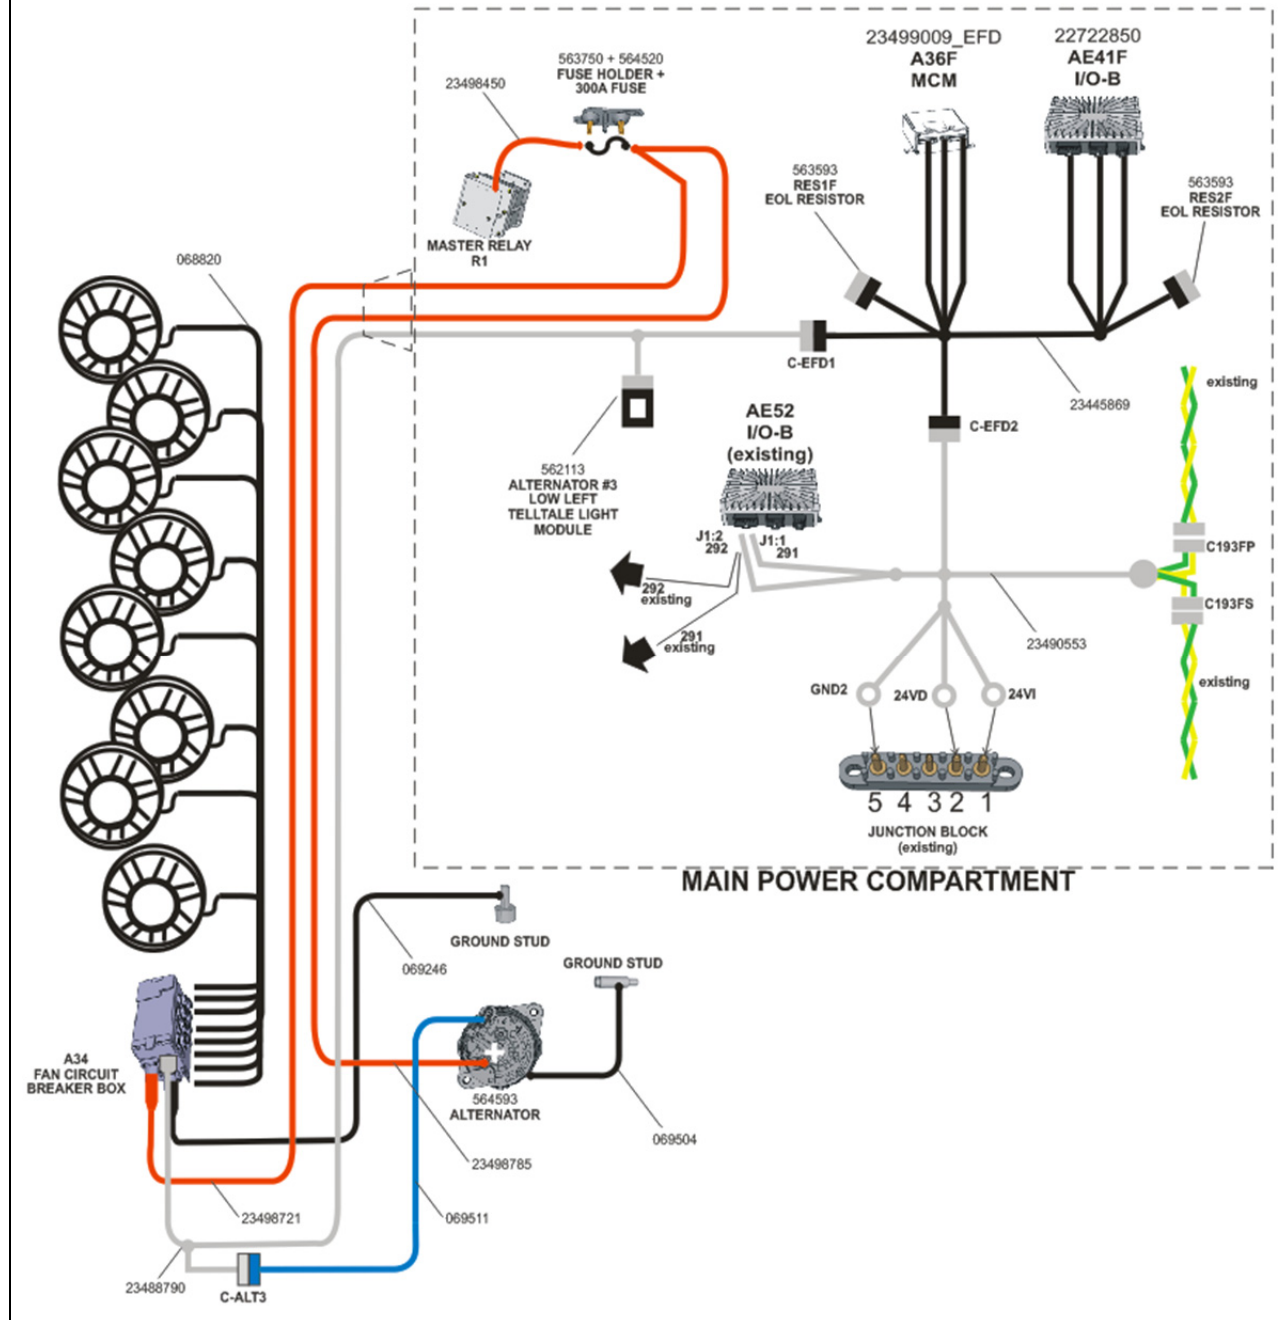 23499009_EFD
A36F
MCM
22722850
AE41F
I/O-B
563750 + 564520
FUSE HOLDER +
300A FUSE
23498450
563593
RES1F
EOL RESISTOR
563593
RES2F
EOL RESISTOR
MASTER RELAY
R1
068820
C-EFD1
23445869
existing
C-EFD2
AE52
I/O-B
(existing)
562113
ALTERNATOR #3
LOW LEFT
TELLTALE LIGHT
MODULE
J1:2
292
J1:1
291
C193FP
292
existing
C193FS
291
existing
23490553
existing
GND2
24VD
24VI
5 4 3 2 1
JUNCTION BLOCK
(existing)
MAIN POWER COMPARTMENT
GROUND STUD
069246
GROUND STUD
A34
FAN CIRCUIT
BREAKER BOX
564593
ALTERNATOR
069504
23498785
23498721
069511
23488790
C-ALT3